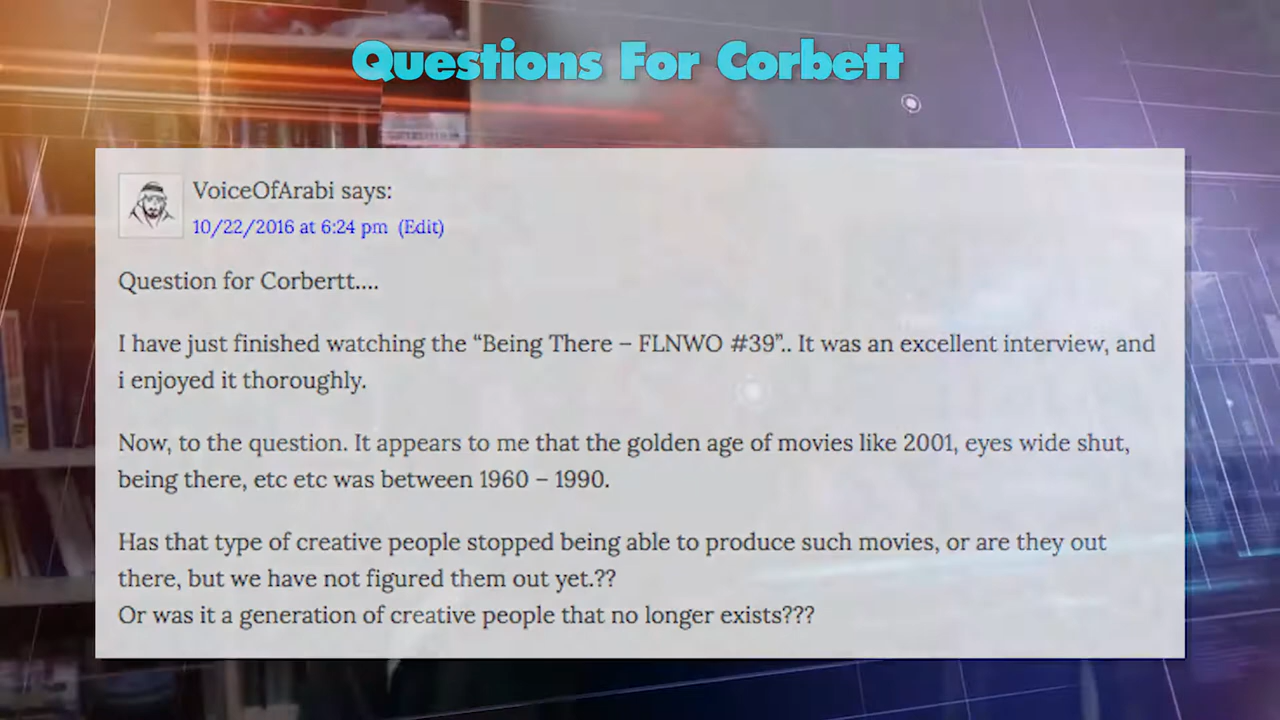 Questions For Corbett
VoiceOfArabi says:
10/22/2016 at 6:24 pm (Edit)
Question for Corbertt....
I have just finished watching the “Being There – FLNWO #39”.. It was an excellent interview, and
i enjoyed it thoroughly.
Now, to the question. It appears to me that the golden age of movies like 2001, eyes wide shut,
being there, etc etc was between 1960 – 1990.
Has that type of creative people stopped being able to produce such movies, or are they out
there, but we have not figured them out yet.??
Or was it a generation of creative people that no longer exists???